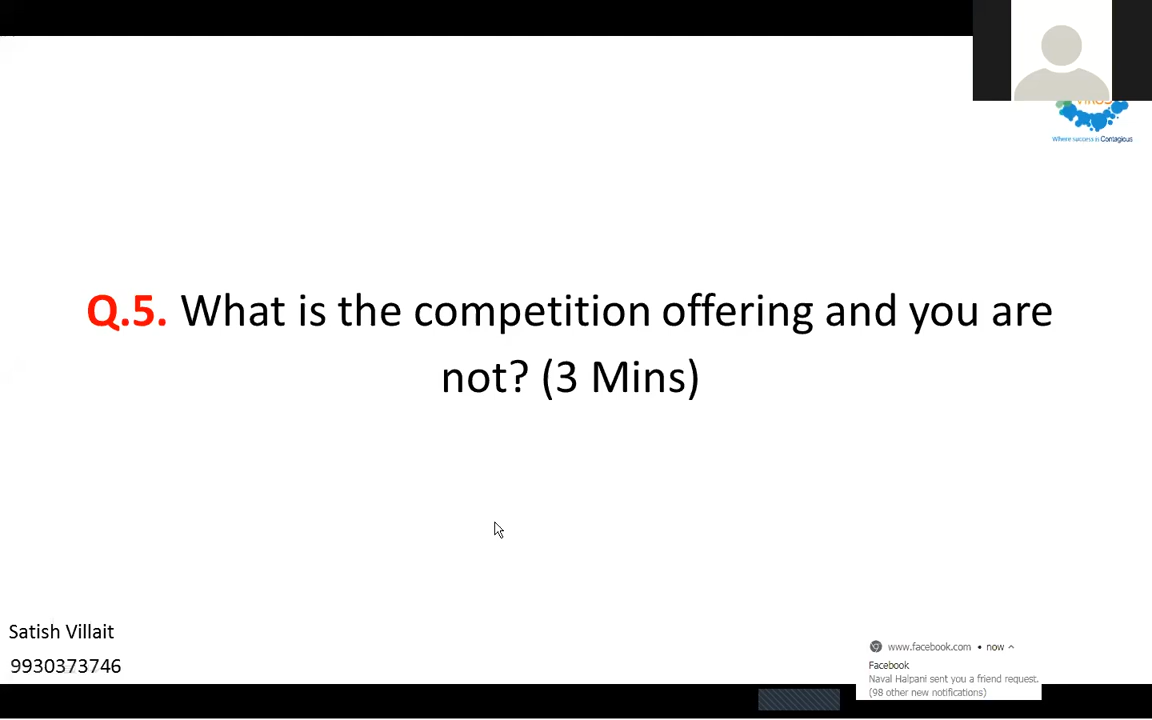 VIRUS
Where success is Contagious
Q.5. What is the competition offering and you are
not? (3 Mins)
Satish Villait
9930373746
www.facebook.com • now
Facebook
Naval Halpani sent you a friend request.
(98 other new notifications)